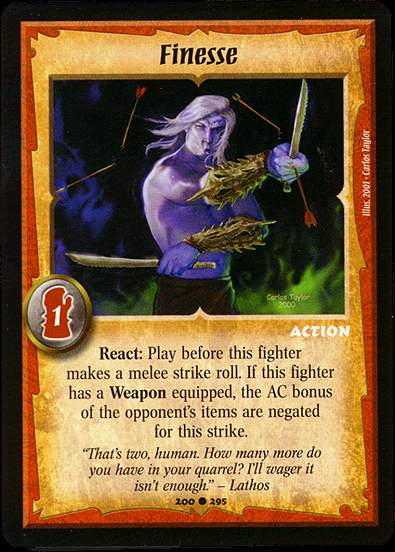 Finesse
Illus. 2001 • Carlos Taylor
Carlos Taylor
2000
1
ACTION
React: Play before this fighter
makes a melee strike roll. If this fighter
has a Weapon equipped, the AC bonus
of the opponent's items are negated
for this strike.
“That's two, human. How many more do
you have in your quarrel? I'll wager it
isn't enough.” – Lathos
200 ● 295